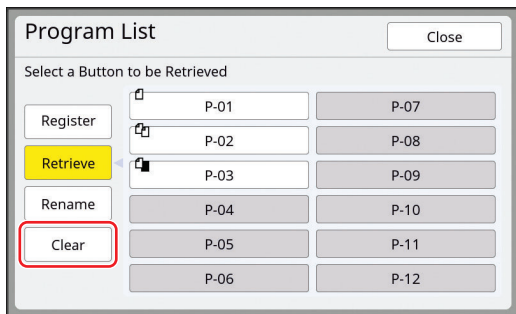 Program List
Close
Select a Button to be Retrieved
Register
Retrieve
Rename
Clear
P-01
P-02
P-03
P-04
P-05
P-06
P-07
P-08
P-09
P-10
P-11
P-12